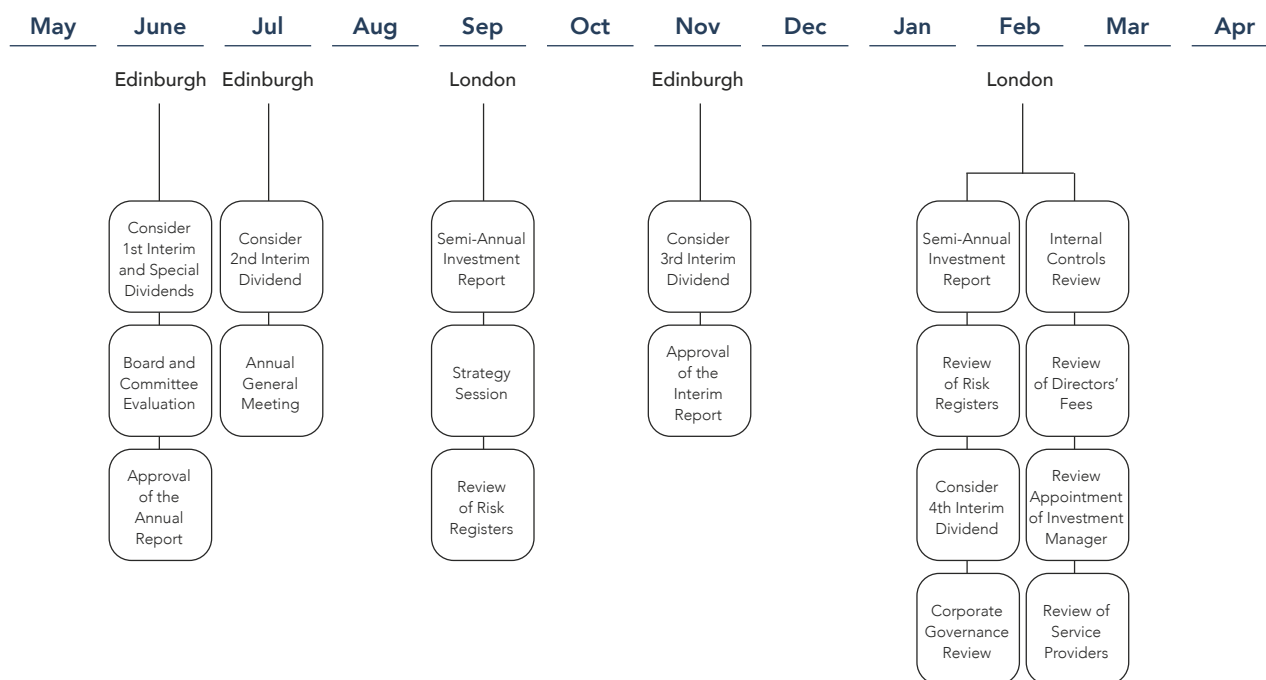 May June Jul Aug Sep Oct Nov Dec Jan Feb Mar Apr
Edinburgh Edinburgh London Edinburgh London
Consider
1st Interim
and Special
Dividends
Board and
Committee
Evaluation
Approval
of the
Annual
Report
Consider
2nd Interim
Dividend
Annual
General
Meeting
Semi-Annual
Investment
Report
Strategy
Session
Review
of Risk
Registers
Consider
3rd Interim
Dividend
Approval
of the
Interim
Report
Semi-Annual
Investment
Report
Review
of Risk
Registers
Consider
4th Interim
Dividend
Corporate
Governance
Review
Internal
Controls
Review
Review
of Directors’
Fees
Review
Appointment
of Investment
Manager
Review of
Service
Providers